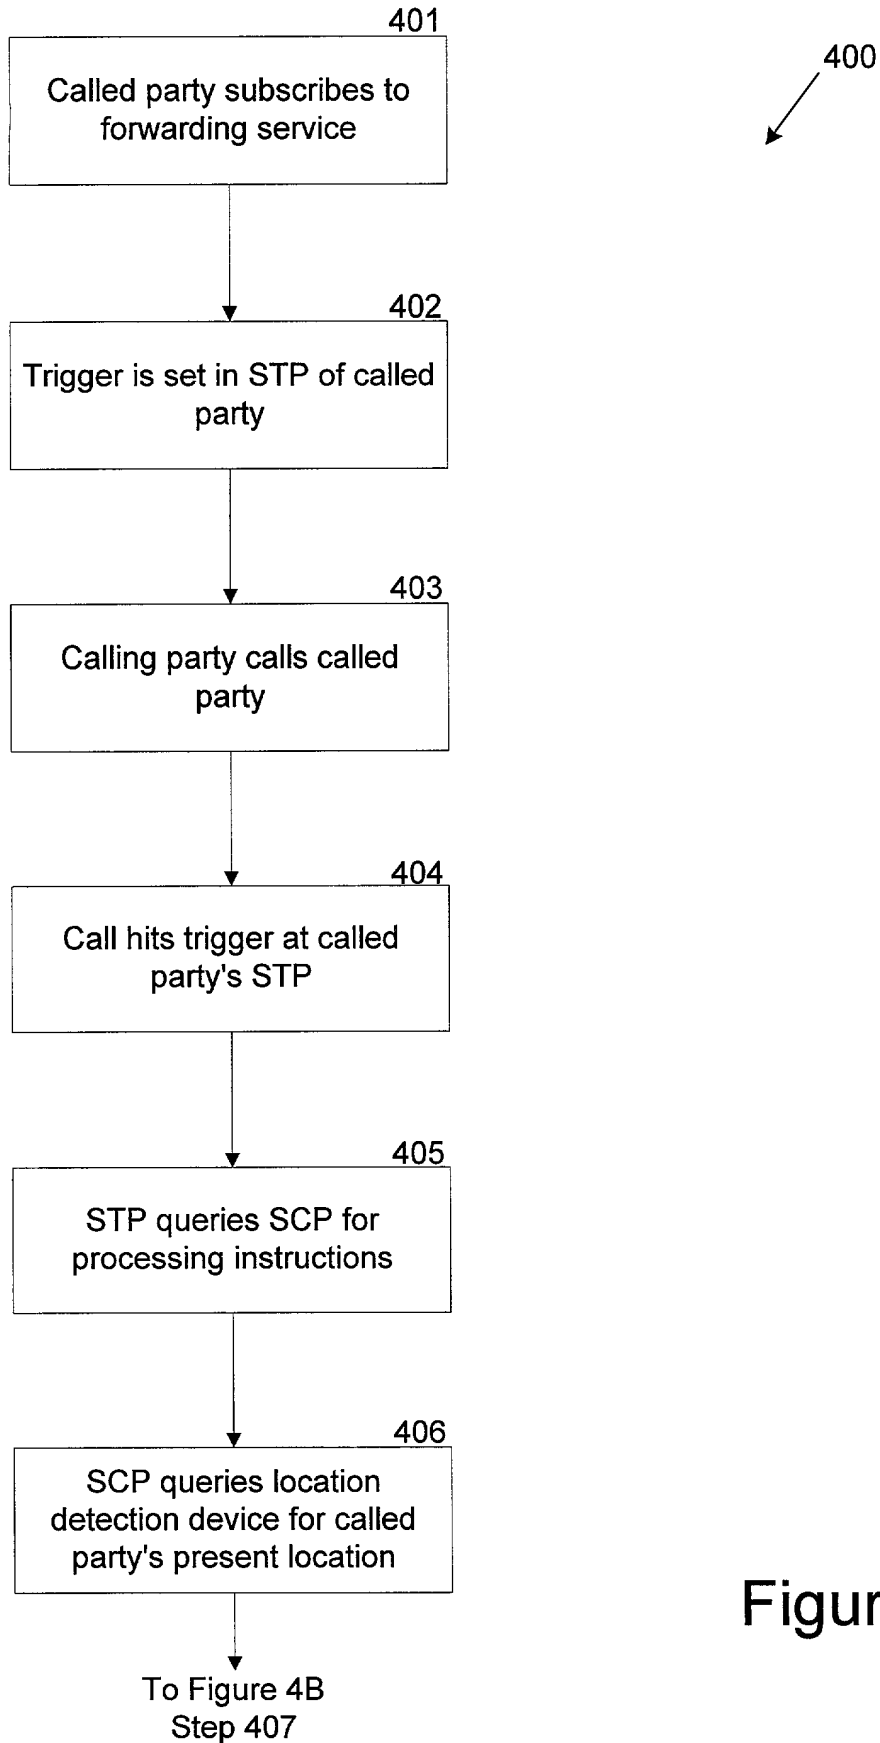 401
400
Called party subscribes to
forwarding service
402
Trigger is set in STP of called
party
403
Calling party calls called
party
404
Call hits trigger at called
party's STP
405
STP queries SCP for
processing instructions
406
SCP queries location
detection device for called
party's present location
Figur
To Figure 4B
Step 407